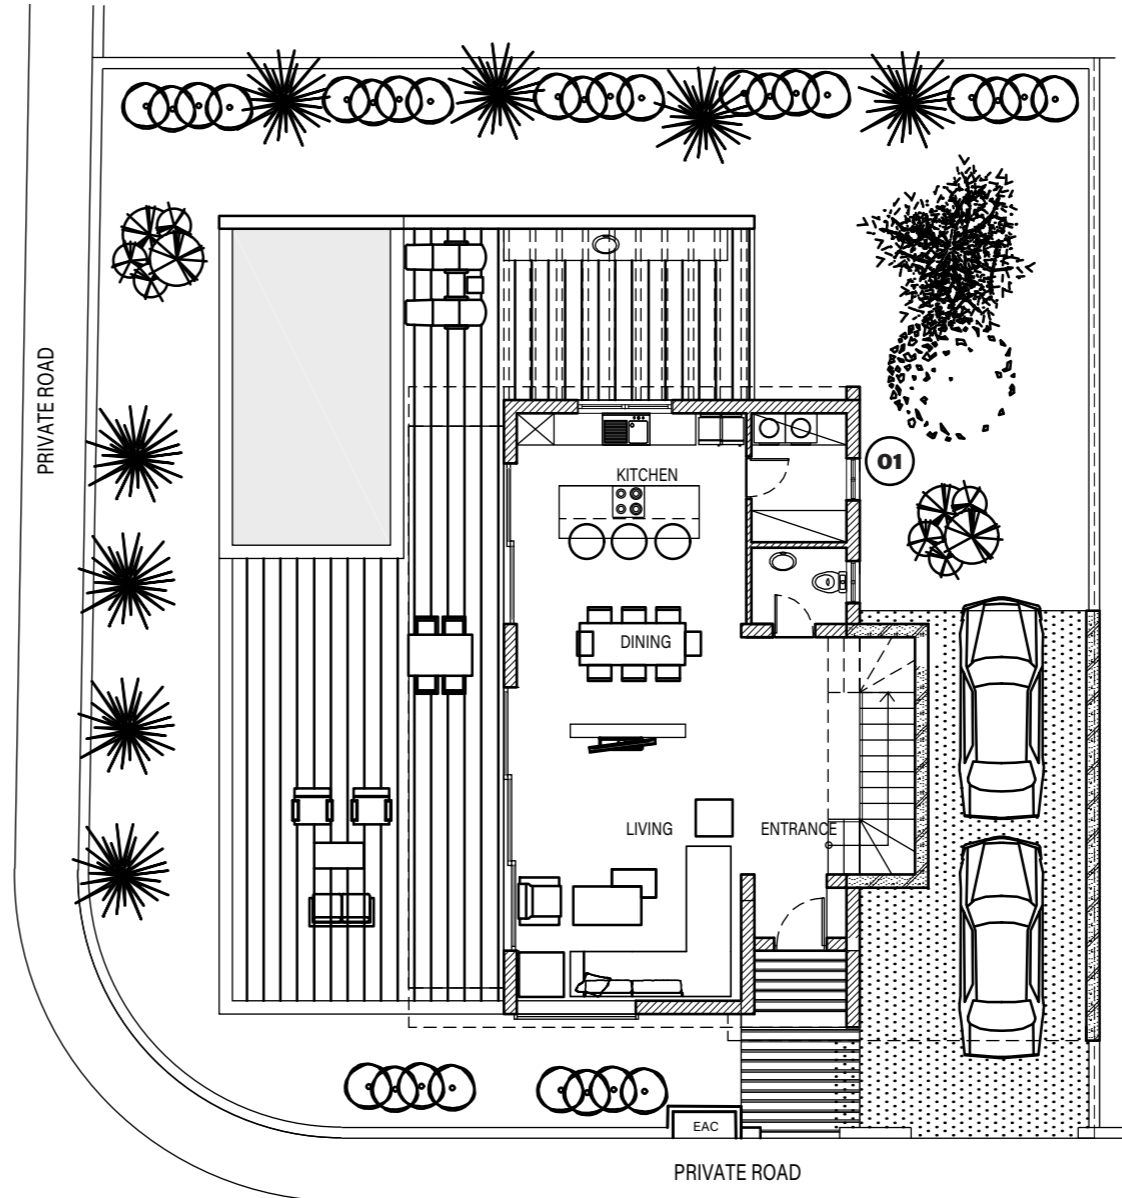 PRIVATE ROAD
KITCHEN
01
DINING
LIVING
ENTRANCE
EAC
PRIVATE ROAD